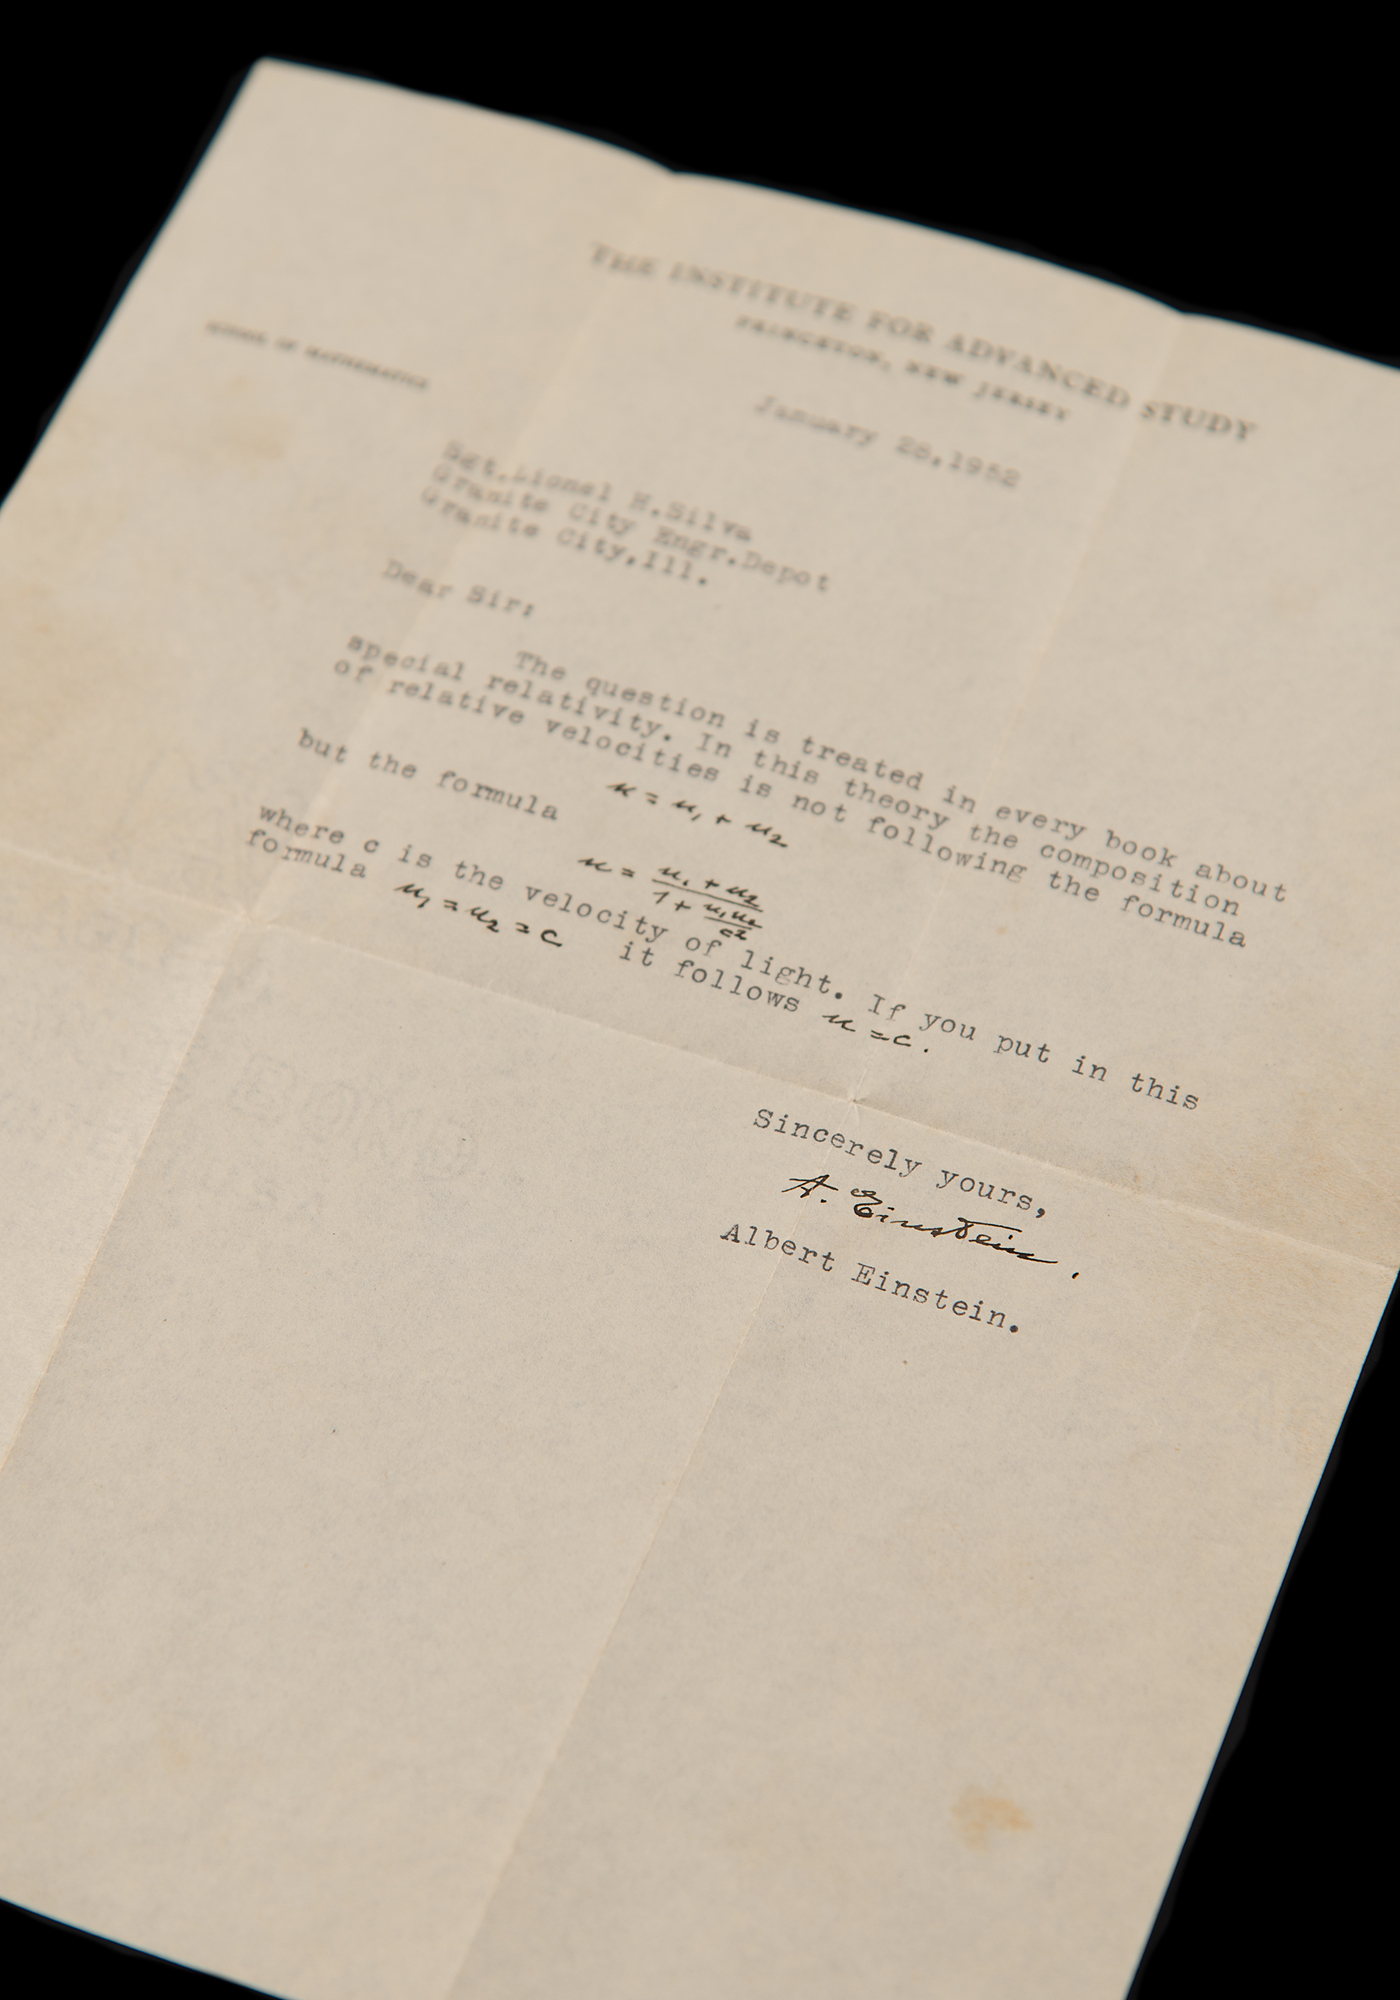 THE INSTITUTE FOR ADVANCED STUDY
PRINCETON, NEW JERSEY
SCHOOL OF MATHEMATICS
January 28,1952
Sgt.Lionel H.Silva
Granite City Engr.Depot
Granite City,Ill.
Dear Sir:
The question is treated in every book about
special relativity. In this theory the composition
of relative velocities is not following the formula
u = u₁ + u₂
but the formula
u = (u₁ + u₂) / (1 + u₁u₂/c²)
where c is the velocity of light. If you put in this
formula u₁ = u₂ = c it follows u = c.
Sincerely yours,
A. Einstein.
Albert Einstein.